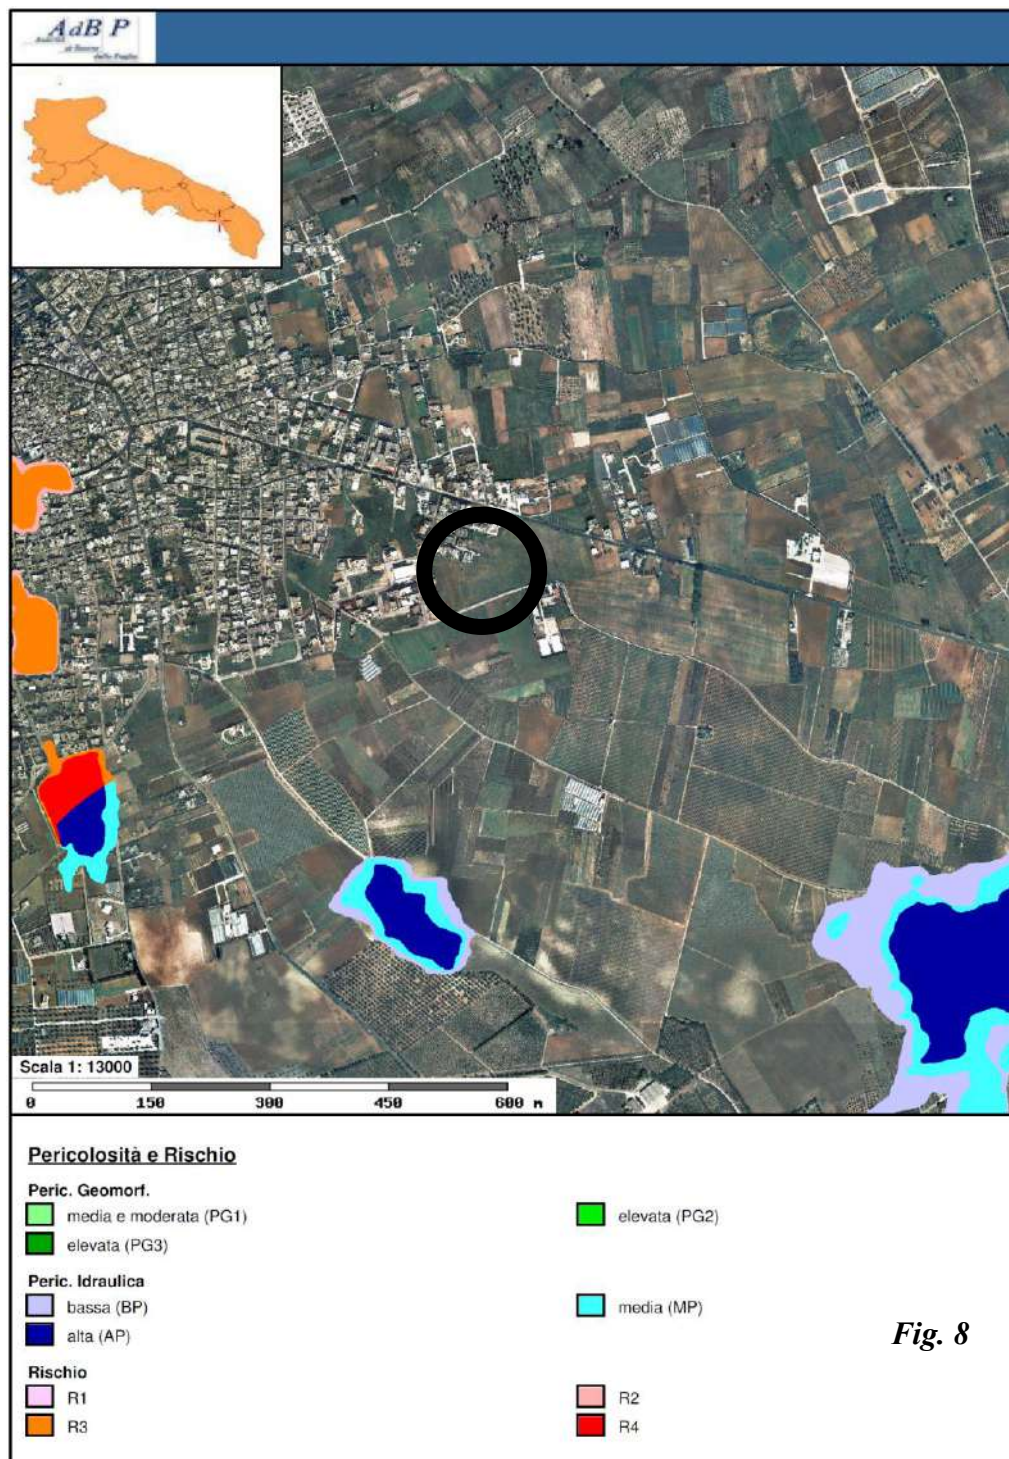 AdB P
Scala 1: 13000
0 150 300 450 600 m
Pericolosità e Rischio
Peric. Geomorf.
media e moderata (PG1)
elevata (PG2)
elevata (PG3)
Peric. Idraulica
bassa (BP)
media (MP)
alta (AP)
Fig. 8
Rischio
R1
R2
R3
R4